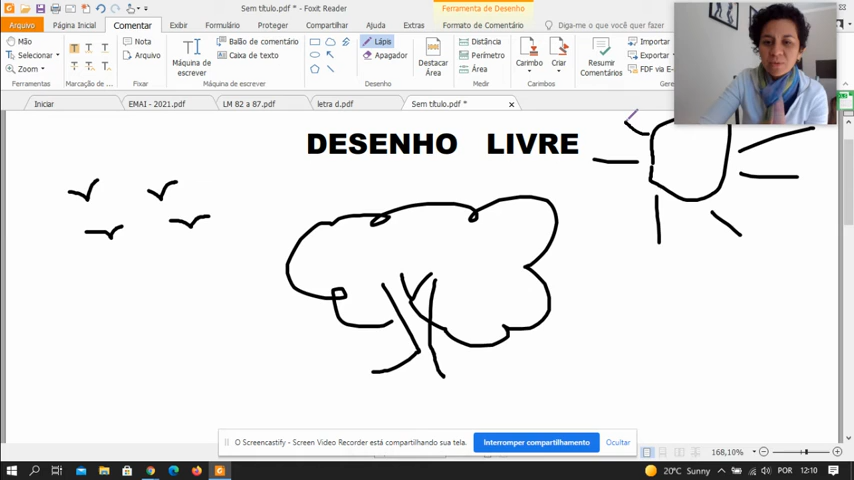 Sem título.pdf * - Foxit Reader
Ferramenta de Desenho
Arquivo
Página Inicial
Comentar
Exibir
Formulário
Proteger
Compartilhar
Ajuda
Extras
Formato de Comentário
Diga-me o que quer fazer
Mão
Selecionar
Zoom
Ferramentas
T T T
T T T
Marcação de ...
Nota
Arquivo
Máquina de
escrever
Balão de comentário
Caixa de texto
Máquina de escrever
Lápis
Apagador
Desenho
Destacar
Área
Distância
Perímetro
Área
Medir
Carimbo
Criar
Carimbos
Resumir
Comentários
Importar
Exportar
FDF via E-
Iniciar
EMAI - 2021.pdf
LM 82 a 87.pdf
letra d.pdf
Sem título.pdf *
DESENHO LIVRE
O Screencastify - Screen Video Recorder está compartilhando sua tela.
Interromper compartilhamento
Ocultar
168,10%
20°C Sunny
POR
12:10